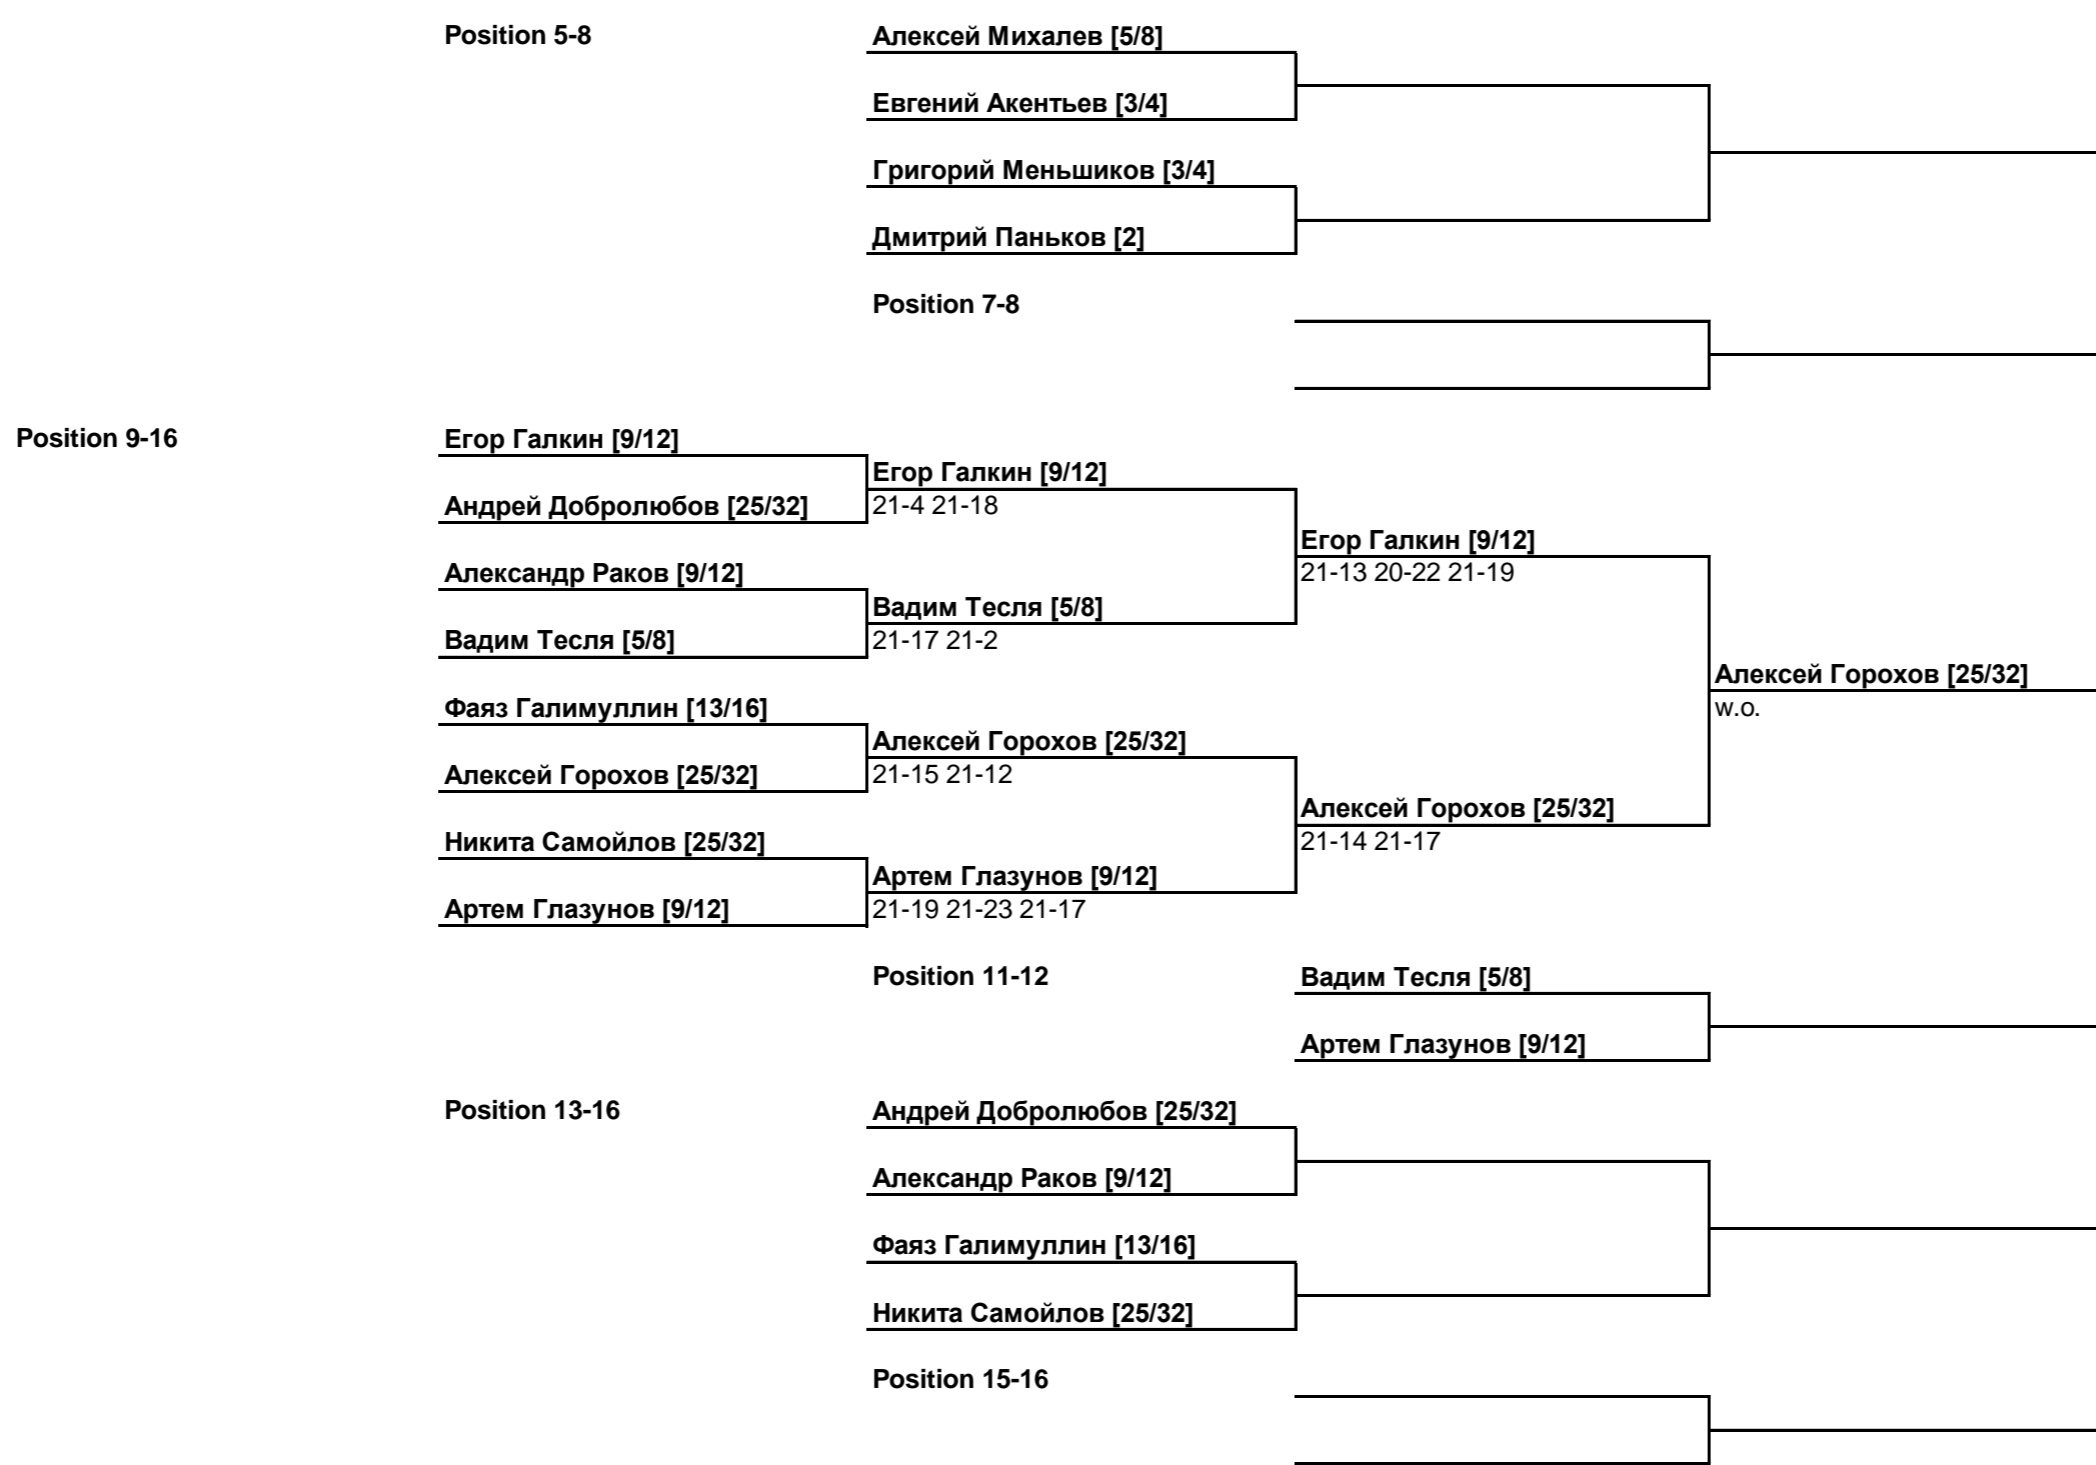 Position 5-8
Алексей Михалев [5/8]
Евгений Акентьев [3/4]
Григорий Меньшиков [3/4]
Дмитрий Паньков [2]
Position 7-8
Position 9-16
Егор Галкин [9/12]
Егор Галкин [9/12]
Андрей Добролюбов [25/32]
21-4 21-18
Егор Галкин [9/12]
Александр Раков [9/12]
21-13 20-22 21-19
Вадим Тесля [5/8]
Вадим Тесля [5/8]
21-17 21-2
Алексей Горохов [25/32]
Фаяз Галимуллин [13/16]
w.o.
Алексей Горохов [25/32]
Алексей Горохов [25/32]
21-15 21-12
Алексей Горохов [25/32]
Никита Самойлов [25/32]
21-14 21-17
Артем Глазунов [9/12]
Артем Глазунов [9/12]
21-19 21-23 21-17
Position 11-12
Вадим Тесля [5/8]
Артем Глазунов [9/12]
Position 13-16
Андрей Добролюбов [25/32]
Александр Раков [9/12]
Фаяз Галимуллин [13/16]
Никита Самойлов [25/32]
Position 15-16